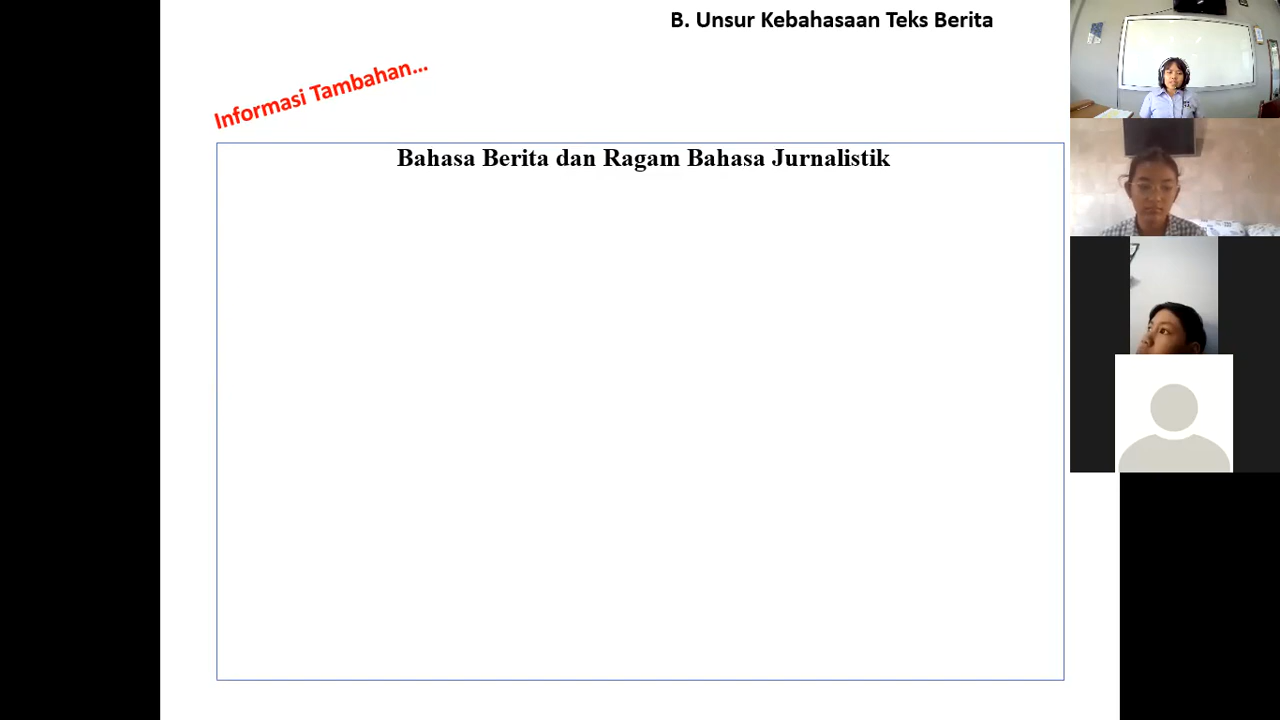 B. Unsur Kebahasaan Teks Berita
Informasi Tambahan...
Bahasa Berita dan Ragam Bahasa Jurnalistik